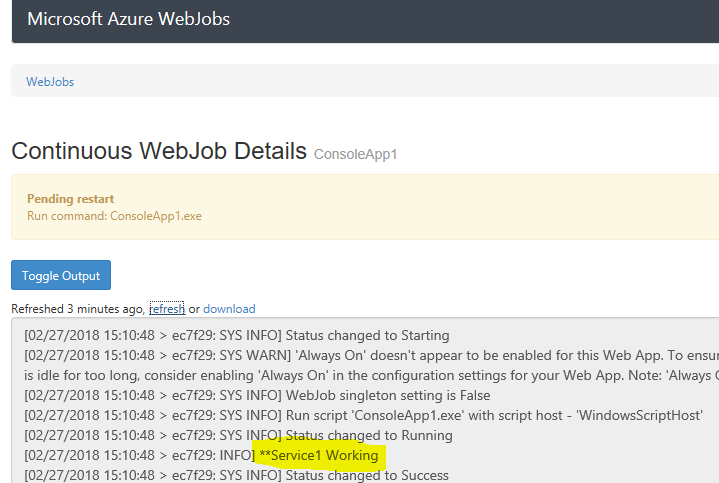 Microsoft Azure WebJobs
WebJobs
Continuous WebJob Details ConsoleApp1
Pending restart
Run command: ConsoleApp1.exe
Toggle Output
Refreshed 3 minutes ago, refresh or download
[02/27/2018 15:10:48 > ec7f29: SYS INFO] Status changed to Starting
[02/27/2018 15:10:48 > ec7f29: SYS WARN] 'Always On' doesn't appear to be enabled for this Web App. To ensu
is idle for too long, consider enabling 'Always On' in the configuration settings for your Web App. Note: 'Always
[02/27/2018 15:10:48 > ec7f29: SYS INFO] WebJob singleton setting is False
[02/27/2018 15:10:48 > ec7f29: SYS INFO] Run script 'ConsoleApp1.exe' with script host - 'WindowsScriptHost'
[02/27/2018 15:10:48 > ec7f29: SYS INFO] Status changed to Running
[02/27/2018 15:10:48 > ec7f29: INFO] **Service1 Working
[02/27/2018 15:10:48 > ec7f29: SYS INFO] Status changed to Success